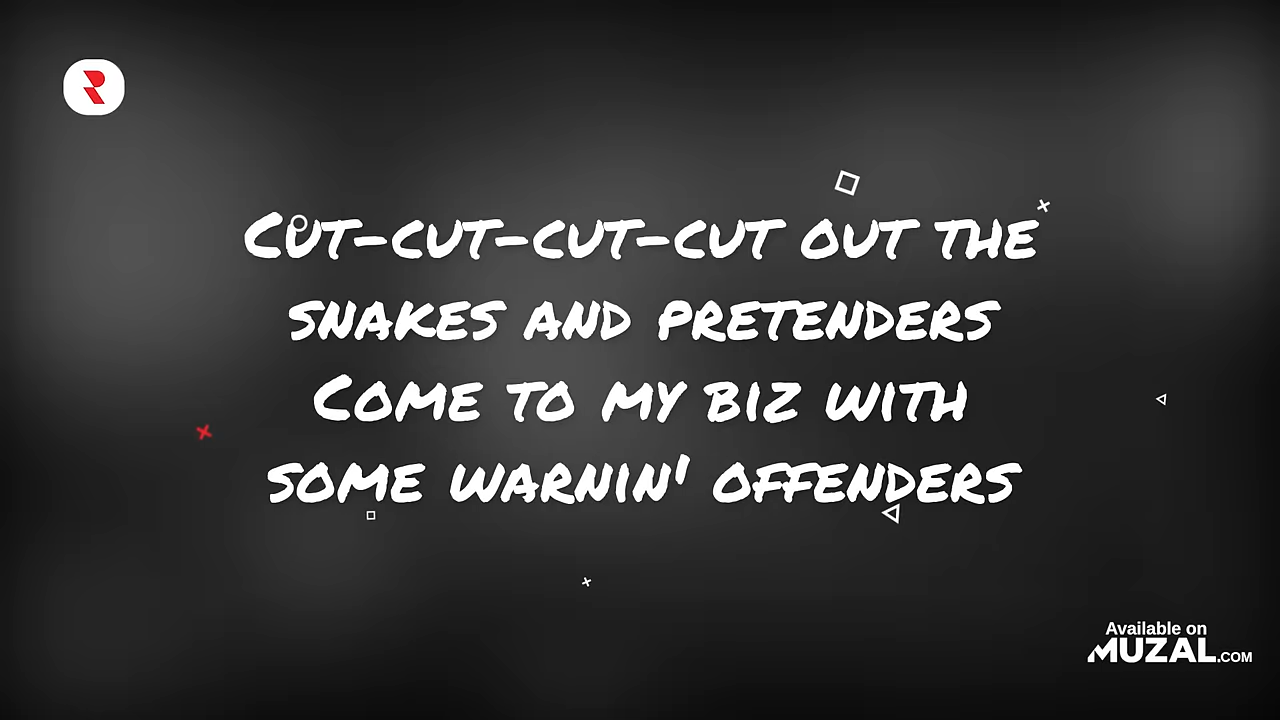 Cut-cut-cut-cut out the
snakes and pretenders
Come to my biz with
some warnin' offenders
Available on
MUZAL.COM